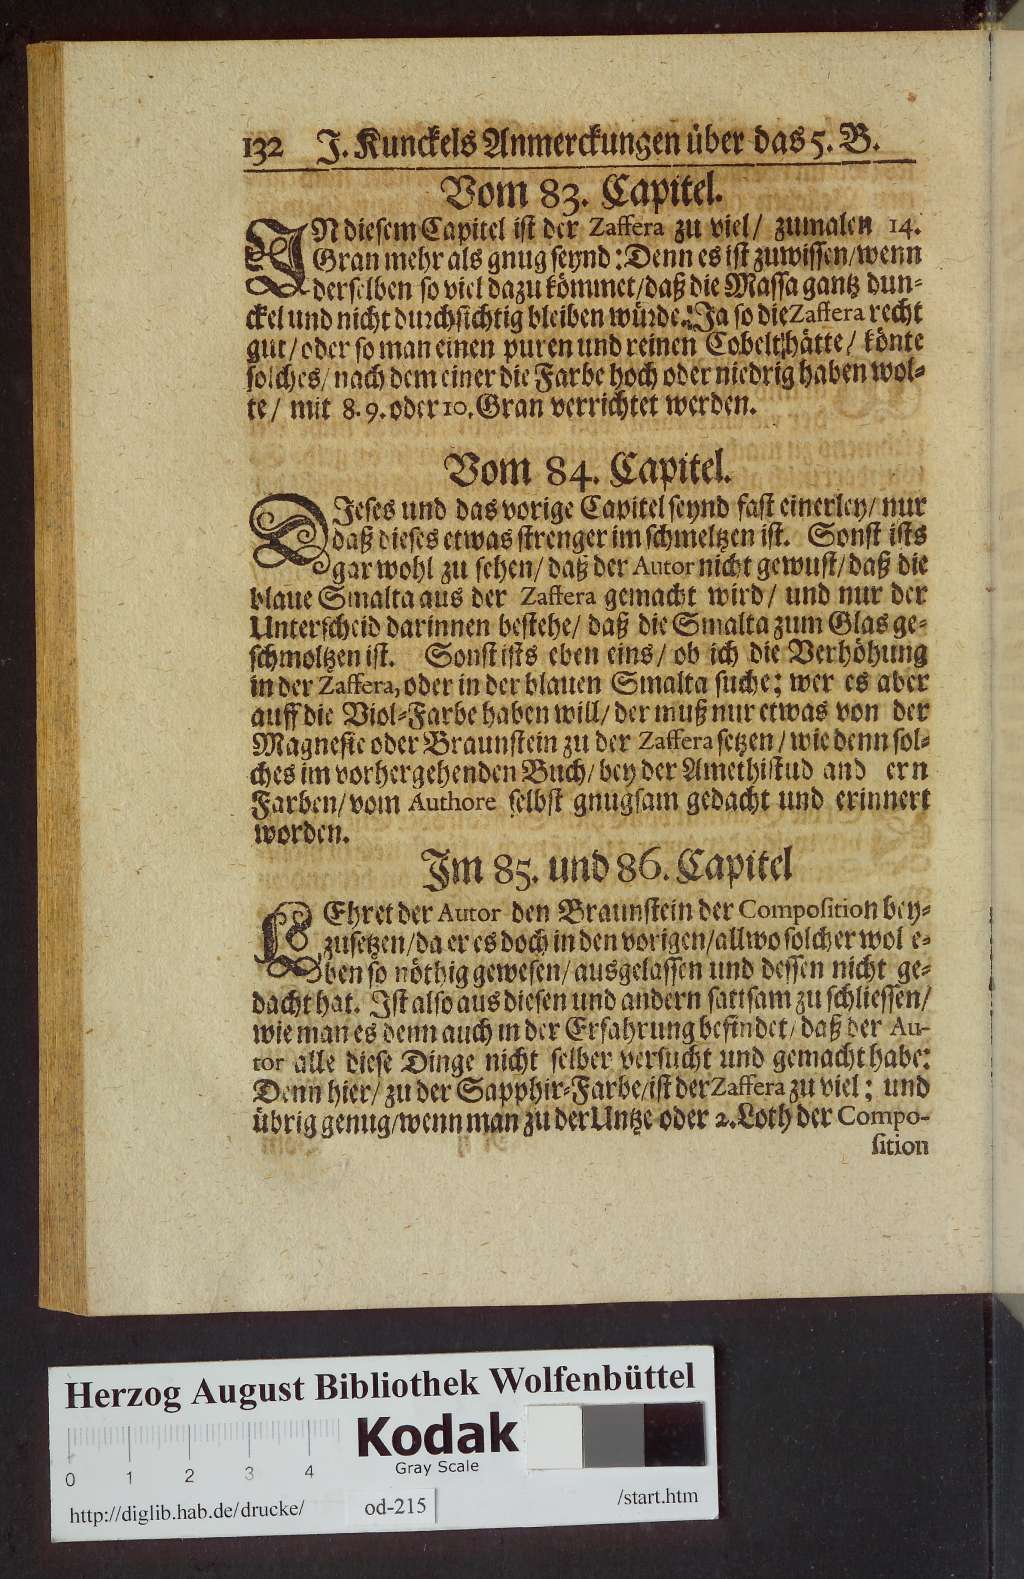 132 J. Kunckels Anmerckungen über das 5. B.
Vom 83. Capitel.
IN diesem Capitel ist der Zaffera zu viel/ zumalen 14.
Gran mehr als gnug seynd: Denn es ist zuwissen/wenn
derselben so viel dazu kömmet/daß die Massa gantz dun-
ckel und nicht durchsichtig bleiben würde: Ja so die Zaffera recht
gut/ oder so man einen puren und reinen Cobelt hätte/ könte
solches/ nach dem einer die Farbe hoch oder niedrig haben wol-
te/ mit 8. 9. oder 10. Gran verrichtet werden.
Vom 84. Capitel.
DIeses und das vorige Capitel seynd fast einerley/ nur
daß dieses etwas strenger im schmeltzen ist. Sonst ists
gar wohl zu sehen/ daß der Autor nicht gewust/ daß die
blaue Smalta aus der Zaffera gemacht wird/ und nur der
Unterscheid darinnen bestehe/ daß die Smalta zum Glas ge-
schmoltzen ist. Sonst ists eben eins/ ob ich die Verhöhung
in der Zaffera, oder in der blauen Smalta suche; wer es aber
auff die Viol-Farbe haben will/ der muß nur etwas von der
Magnesie oder Braunstein zu der Zaffera setzen/ wie denn sol-
ches im vorhergehenden Buch/ bey der Amethist ud and ern
Farben/ vom Authore selbst gnugsam gedacht und erinnert
worden.
Im 85. und 86. Capitel
LEhret der Autor den Braunstein der Composition bey-
zusetzen/ da er es doch in den vorigen/ allwo solcher wol e-
ben so nöthig gewesen/ ausgelassen und dessen nicht ge-
dacht hat. Ist also aus diesen und andern sattsam zu schliessen/
wie man es denn auch in der Erfahrung befindet/ daß der Au-
tor alle diese Dinge nicht selber versucht und gemacht habe:
Denn hier/ zu der Sapphir-Farbe/ist der Zaffera zu viel; und
übrig genug/wenn man zu der Untze oder 2. Loth der Compo-
sition
Herzog August Bibliothek Wolfenbüttel
Kodak
Gray Scale
0 1 2 3 4
http://diglib.hab.de/drucke/ od-215 /start.htm